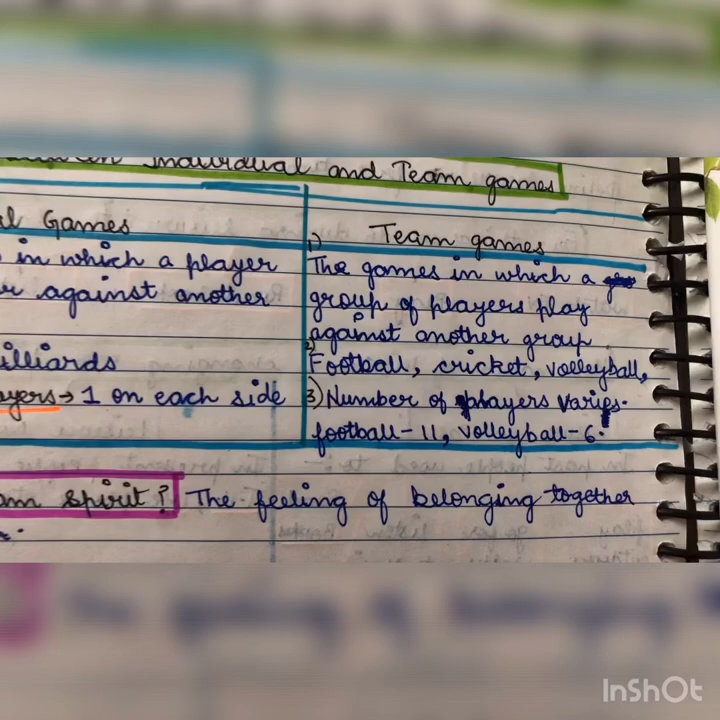 Individual and Team games
Games
in which a player
against another
illiards
ayers → 1 on each side
Team games
1)
The games in which a
group of players play
against another group
2)
Football, cricket, volleyball,
3) Number of players varies.
football - 11, volleyball - 6.
am spirit? The feeling of belonging together
InShOt